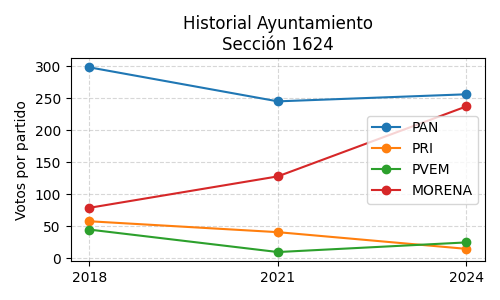 Historial Ayuntamiento
Sección 1624
Votos por partido
300
250
200
150
100
50
0
2018
2021
2024
PAN
PRI
PVEM
MORENA